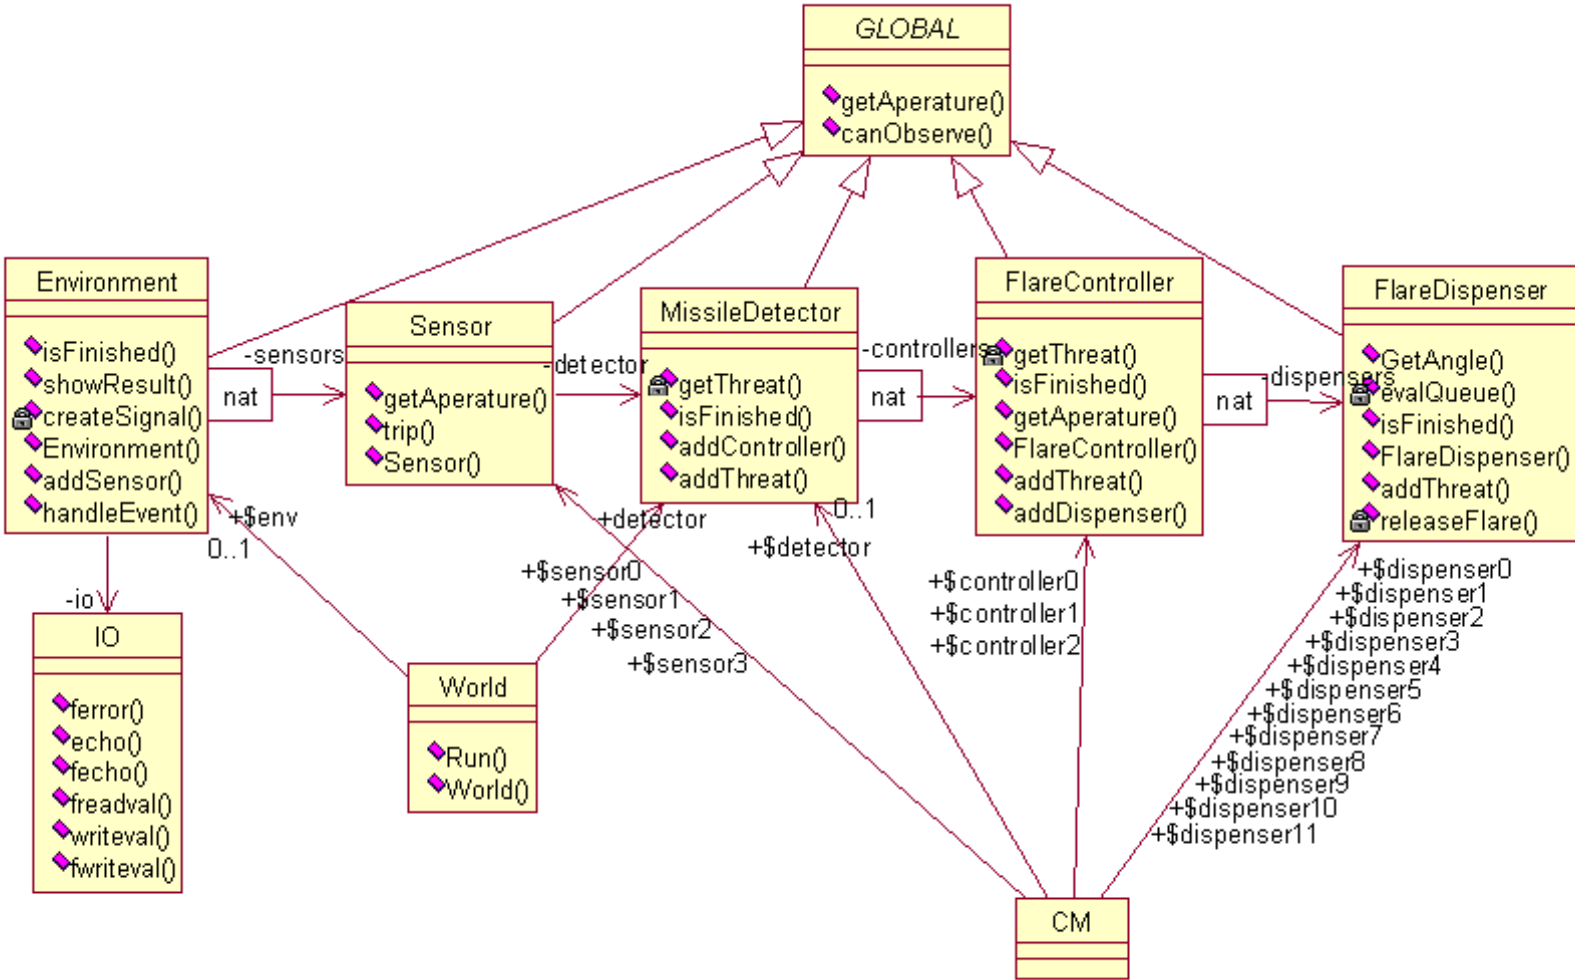 GLOBAL
getAperature()
canObserve()
Environment
isFinished()
showResult()
createSignal()
Environment()
addSensor()
handleEvent()
-sensors
nat
Sensor
getAperature()
trip()
Sensor()
-detector
MissileDetector
getThreat()
isFinished()
addController()
addThreat()
-controllers
nat
FlareController
getThreat()
isFinished()
getAperature()
FlareController()
addThreat()
addDispenser()
-dispensers
nat
FlareDispenser
GetAngle()
evalQueue()
isFinished()
FlareDispenser()
addThreat()
releaseFlare()
+$env
0..1
+detector
0..1
+$detector
+$sensor0
+$sensor1
+$sensor2
+$sensor3
+$controller0
+$controller1
+$controller2
+$dispenser0
+$dispenser1
+$dispenser2
+$dispenser3
+$dispenser4
+$dispenser5
+$dispenser6
+$dispenser7
+$dispenser8
+$dispenser9
+$dispenser10
+$dispenser11
-io
IO
ferror()
echo()
fecho()
freadval()
writeval()
fwriteval()
World
Run()
World()
CM